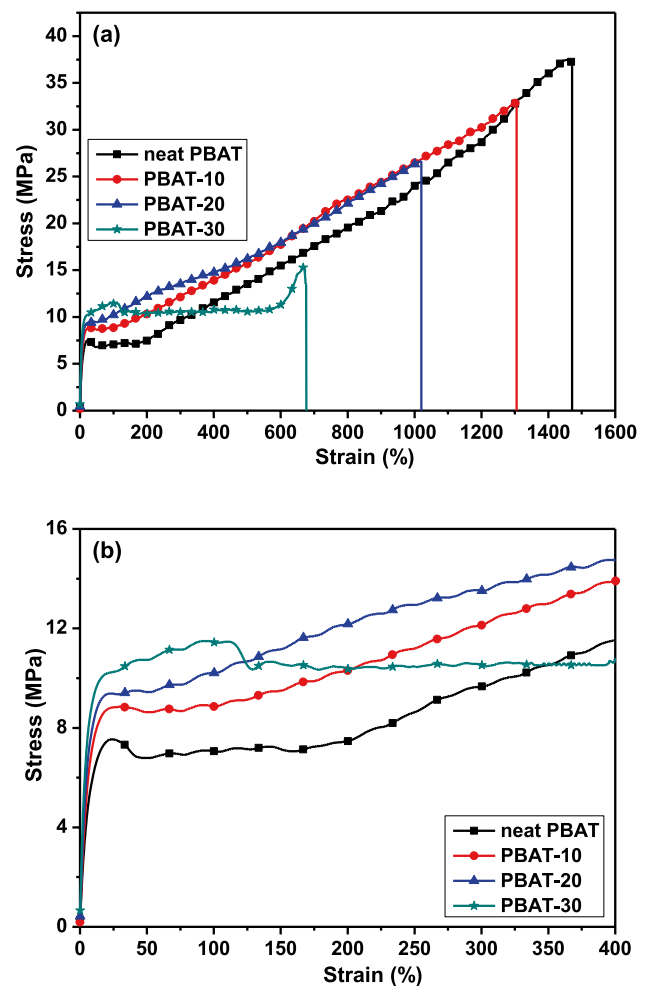 (a)
40
35
30
25
20
15
10
5
0
Stress (MPa)
neat PBAT
PBAT-10
PBAT-20
PBAT-30
0 200 400 600 800 1000 1200 1400 1600
Strain (%)
(b)
16
12
8
4
0
Stress (MPa)
neat PBAT
PBAT-10
PBAT-20
PBAT-30
0 50 100 150 200 250 300 350 400
Strain (%)